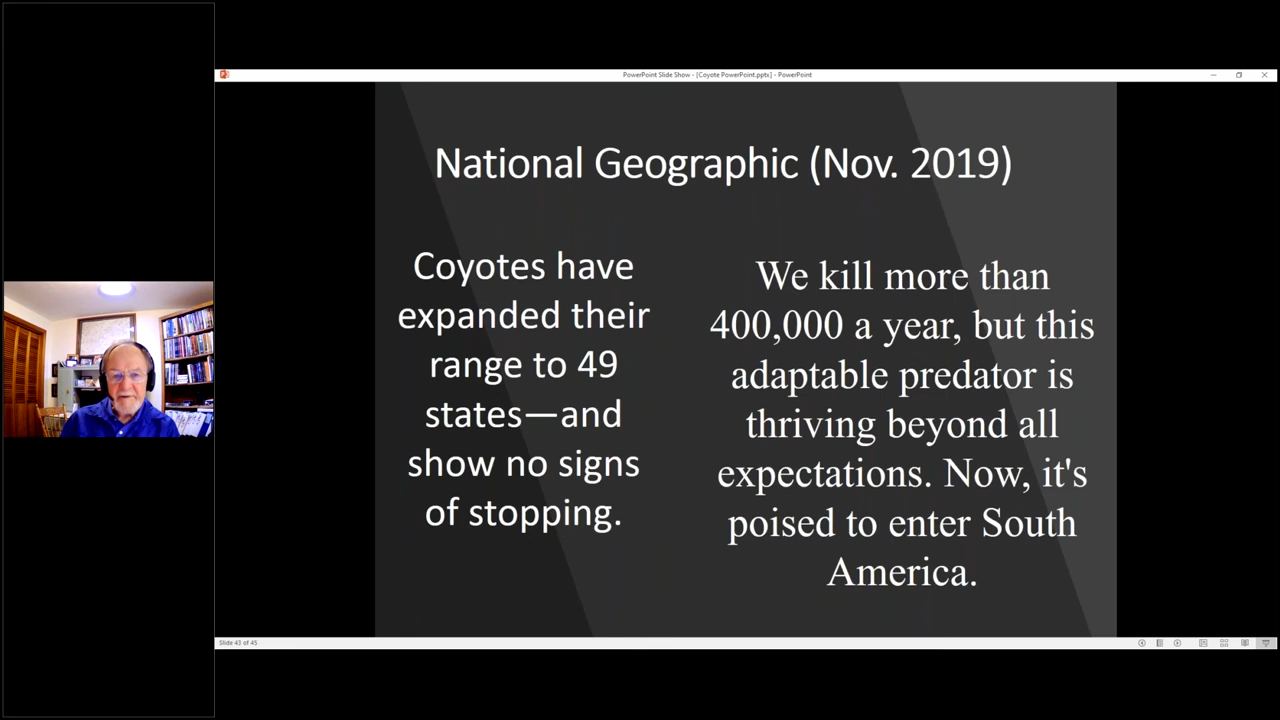 PowerPoint Slide Show - [Coyote PowerPoint.pptx] - PowerPoint
National Geographic (Nov. 2019)
Coyotes have
expanded their
range to 49
states—and
show no signs
of stopping.
We kill more than
400,000 a year, but this
adaptable predator is
thriving beyond all
expectations. Now, it's
poised to enter South
America.
Slide 43 of 45